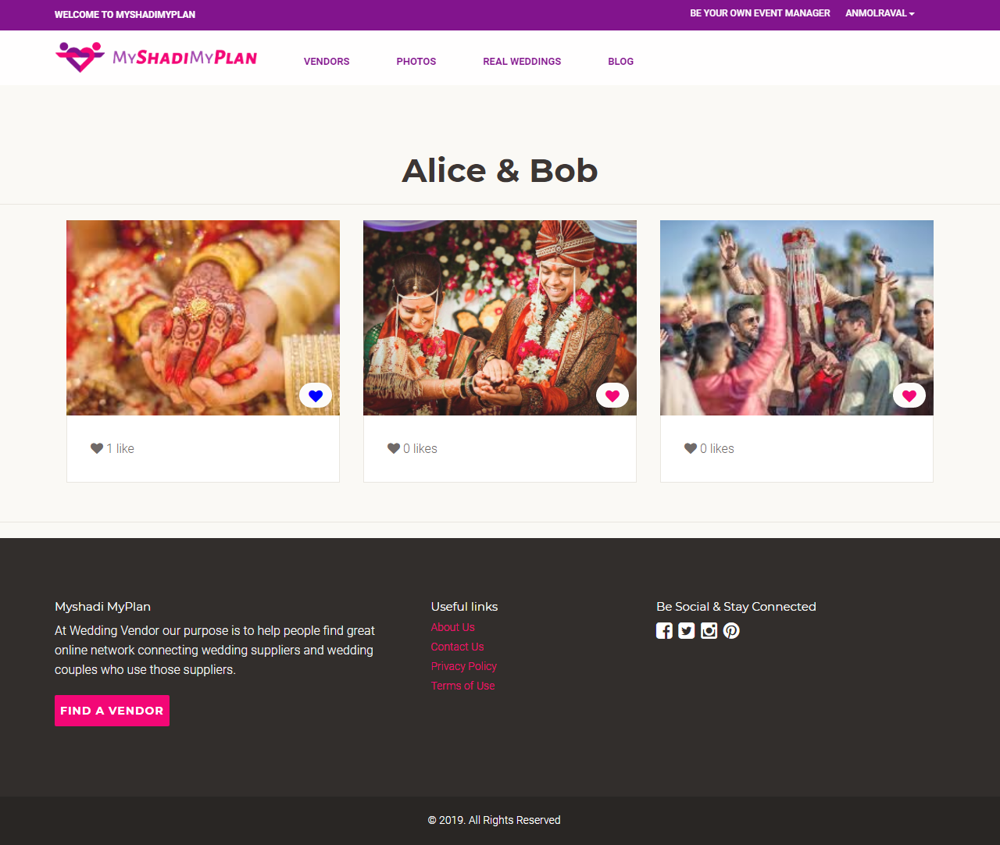 WELCOME TO MYSHADIMYPLAN
BE YOUR OWN EVENT MANAGER ANMOLRAVAL
MYSHADIMYPLAN VENDORS PHOTOS REAL WEDDINGS BLOG
Alice & Bob
1 like 0 likes 0 likes
Myshadi MyPlan
At Wedding Vendor our purpose is to help people find great
online network connecting wedding suppliers and wedding
couples who use those suppliers.
FIND A VENDOR
Useful links
About Us
Contact Us
Privacy Policy
Terms of Use
Be Social & Stay Connected
© 2019. All Rights Reserved